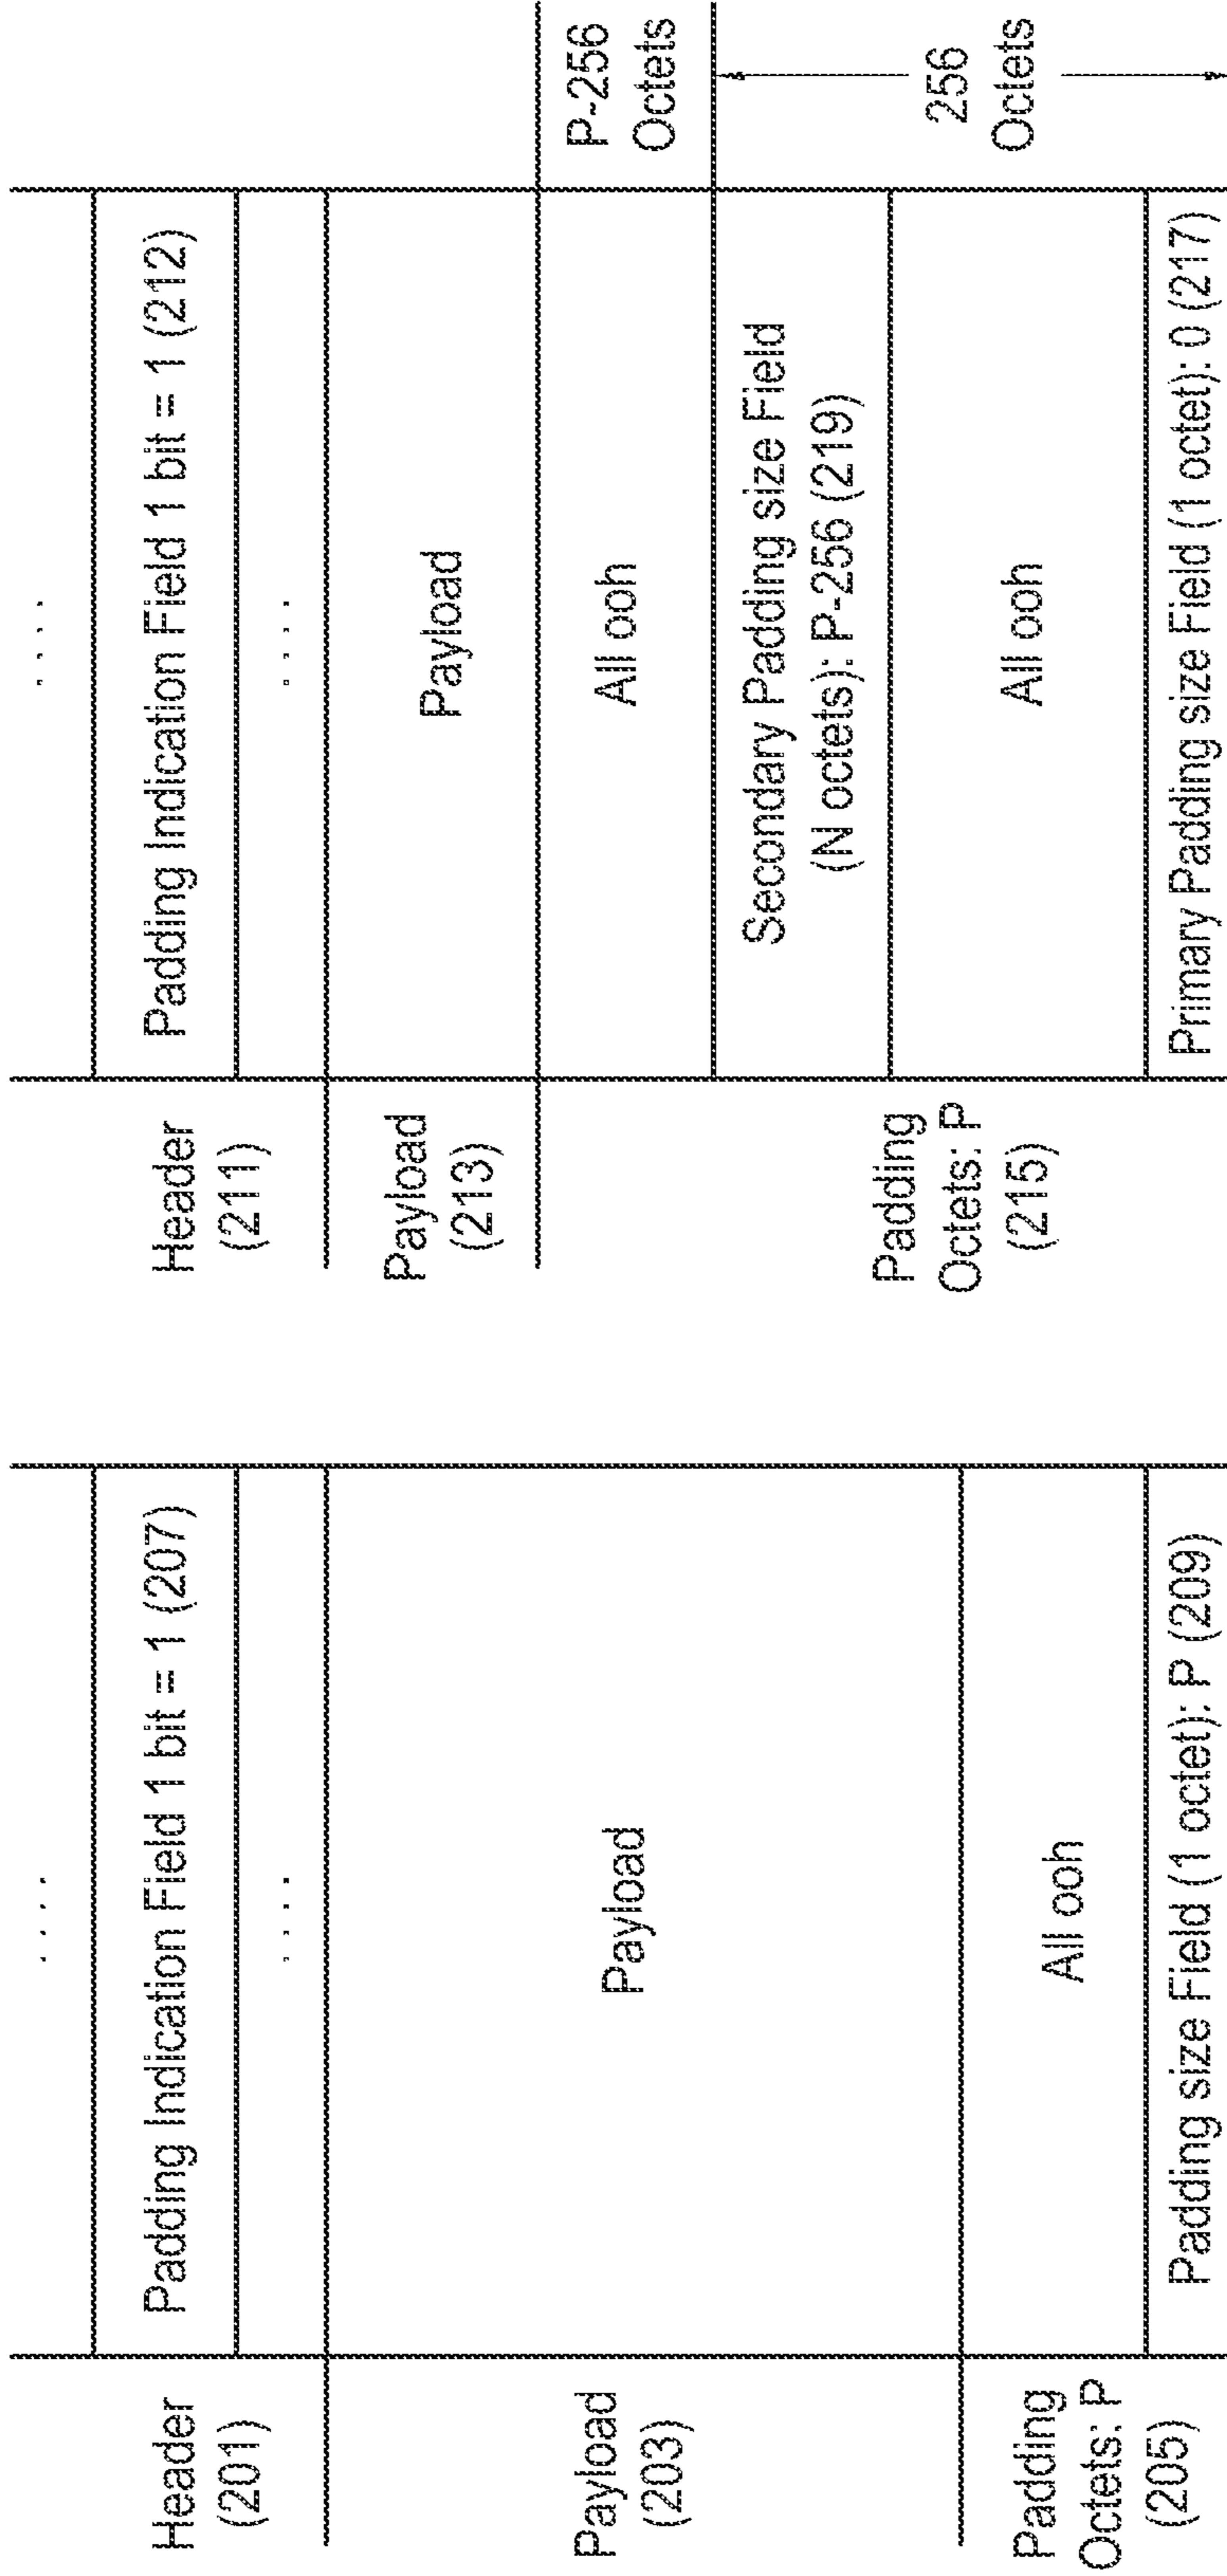 ....
Header
(201)
Padding Indication Field 1 bit = 1 (207)
....
Payload
(203)
Payload
Padding
Octets: P
(205)
All ooh
Padding size Field (1 octet): P (209)
....
Header
(211)
Padding Indication Field 1 bit = 1 (212)
....
Payload
(213)
Payload
Padding
Octets: P
(215)
All ooh
P-256
Octets
Secondary Padding size Field
(N octets): P-256 (219)
All ooh
256
Octets
Primary Padding size Field (1 octet): 0 (217)